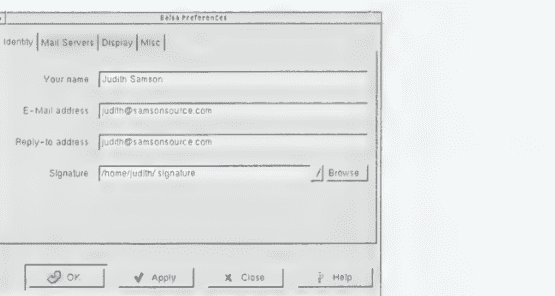 Balsa Preferences
Identity Mail Servers Display Misc
Your name Judith Samson
E-Mail address judith@samsonsource.com
Reply-to address judith@samsonsource.com
Signature /home/judith/ signature / Browse
OK Apply Close Help